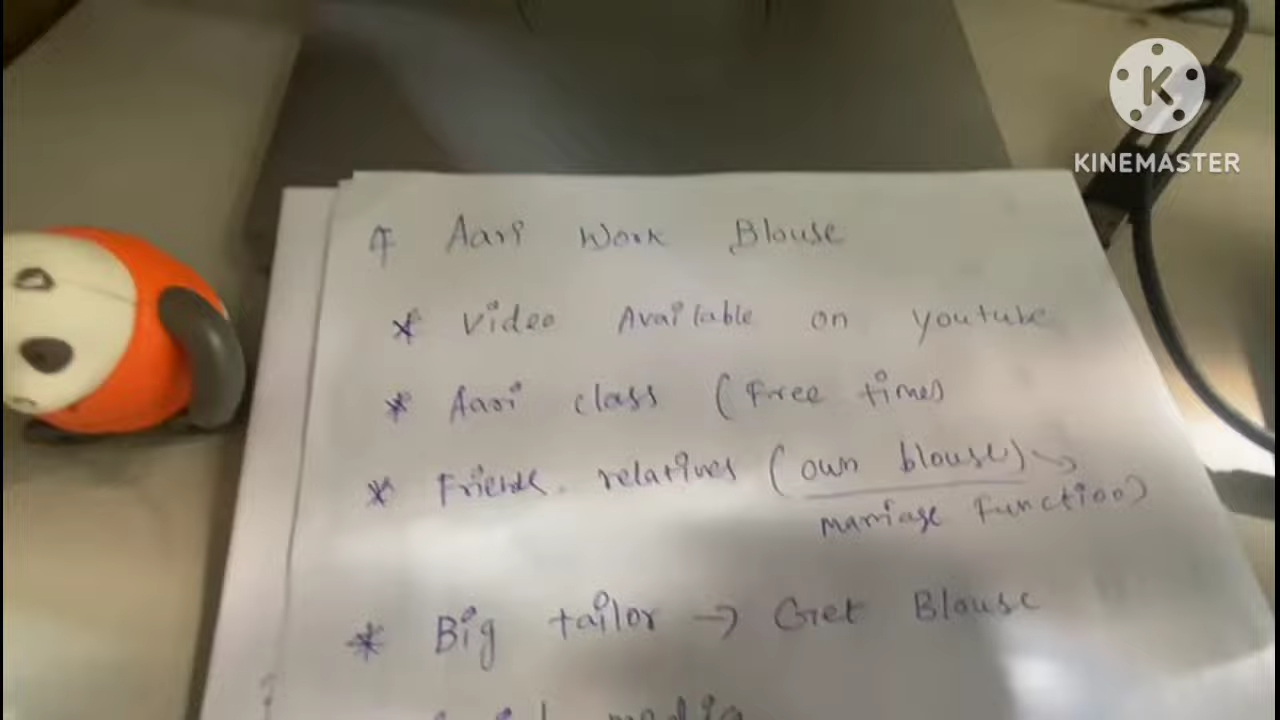 K
KINEMASTER
Aari Work Blouse
* Video Available on youtube
* Aari class (Free times)
* Friends. relatives (own blouse) →
marriage Function)
* Big tailor → Get Blouse
media